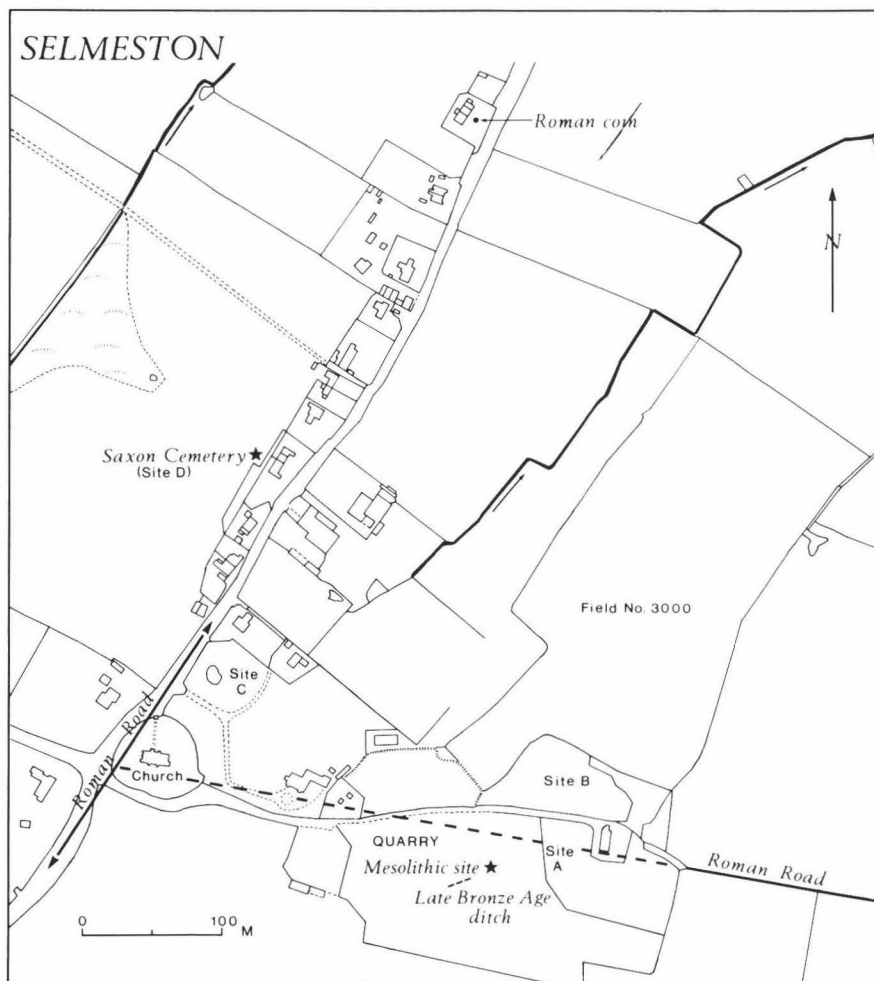 SELMESTON
Roman coin
N
Saxon Cemetery
(Site D)
Field No. 3000
Site
C
Roman Road
Church
Site B
QUARRY
Mesolithic site
Site
A
Roman Road
Late Bronze Age
ditch
0 100
M